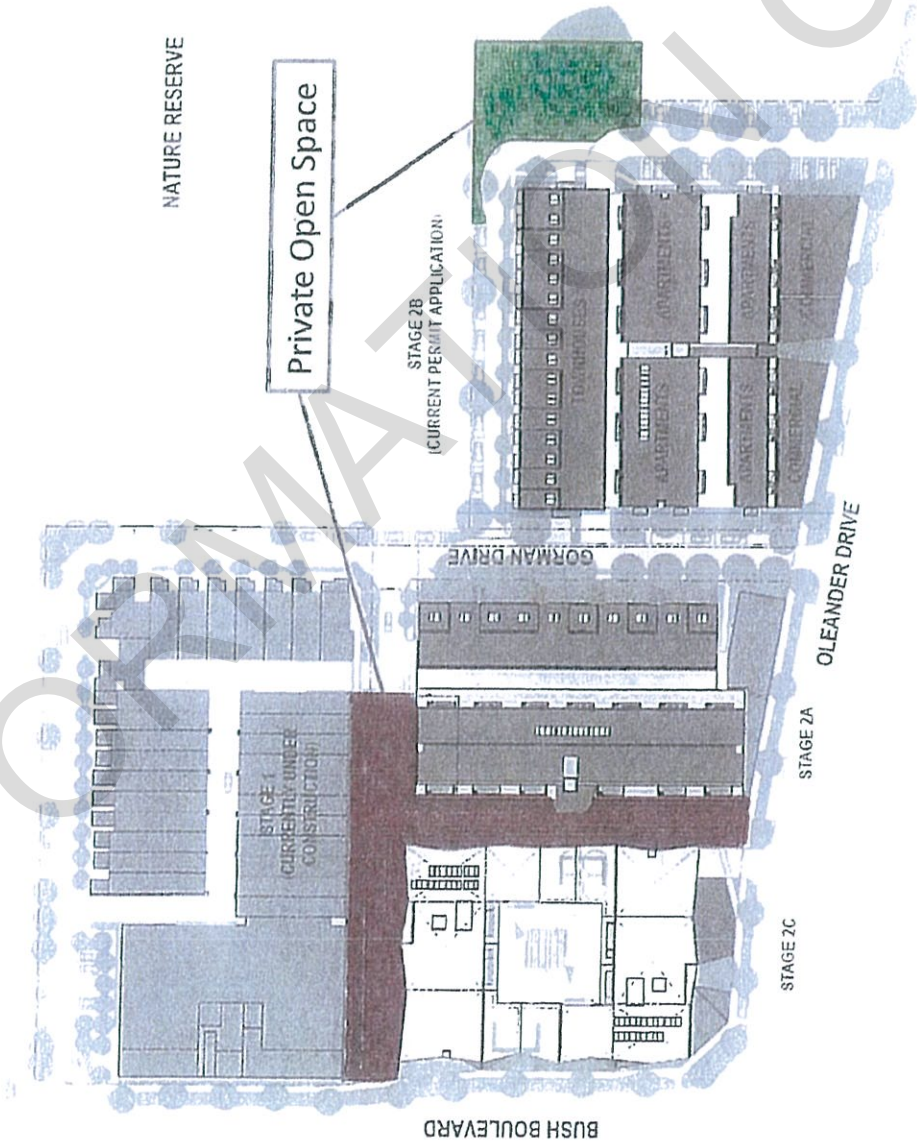 NATURE RESERVE
Private Open Space
STAGE 2B
(CURRENT PERMIT APPLICATION)
TOWNHOUSES
APARTMENTS
APARTMENTS
APARTMENTS
APARTMENTS
COMMERCIAL
COMMERCIAL
GORMAN DRIVE
OLEANDER DRIVE
STAGE 1
CURRENTLY UNDER
CONSTRUCTION)
STAGE 2A
STAGE 2C
BUSH BOULEVARD
ORMATION O